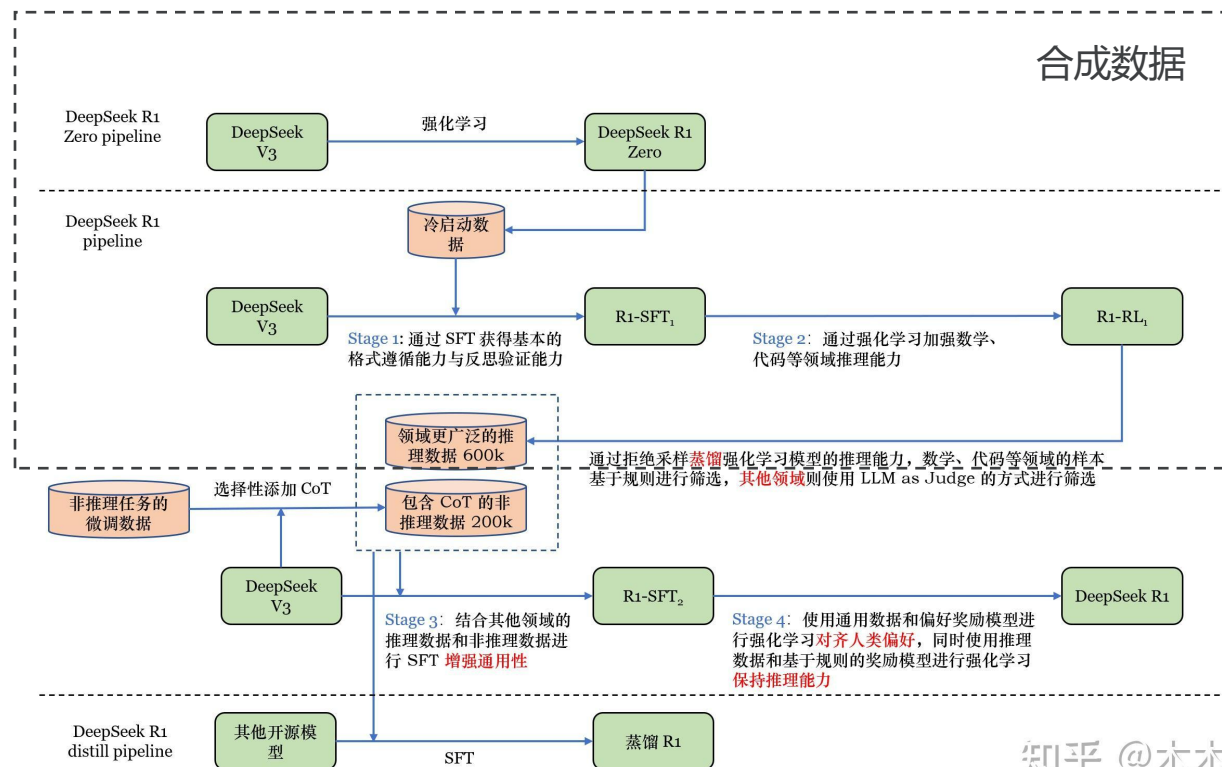 合成数据
DeepSeek R1
Zero pipeline
DeepSeek
V3
强化学习
DeepSeek R1
Zero
DeepSeek R1
pipeline
冷启动数
据
DeepSeek
V3
Stage 1: 通过 SFT 获得基本的
格式遵循能力与反思验证能力
R1-SFT₁
Stage 2： 通过强化学习加强数学、
代码等领域推理能力
R1-RL₁
领域更广泛的推
理数据 600k
通过拒绝采样蒸馏强化学习模型的推理能力，数学、代码等领域的样本
基于规则进行筛选，其他领域则使用 LLM as Judge 的方式进行筛选
非推理任务的
微调数据
选择性添加 CoT
包含 CoT 的非
推理数据 200k
DeepSeek
V3
Stage 3： 结合其他领域的
推理数据和非推理数据进
行 SFT 增强通用性
R1-SFT₂
Stage 4： 使用通用数据和偏好奖励模型进
行强化学习对齐人类偏好，同时使用推理
数据和基于规则的奖励模型进行强化学习
保持推理能力
DeepSeek R1
DeepSeek R1
distill pipeline
其他开源模
型
SFT
蒸馏 R1
知乎 @木木